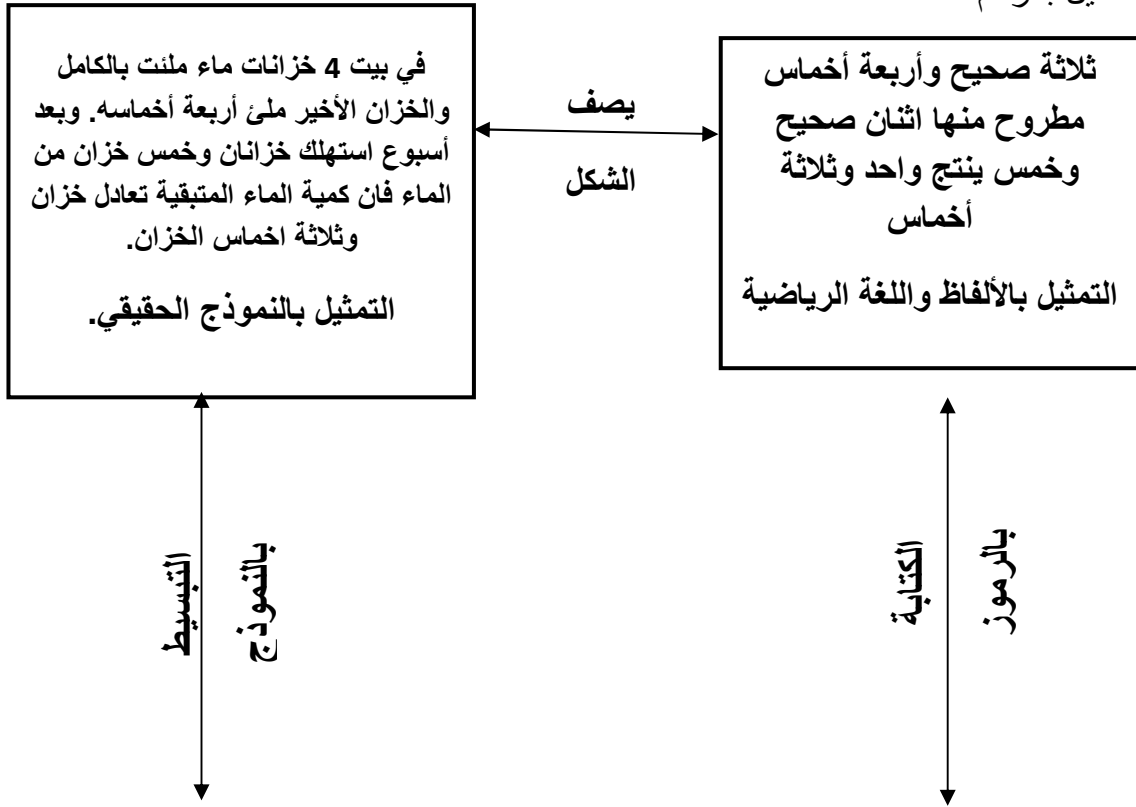 ثلاثة صحيح وأربعة أخماس
مطروح منها اثنان صحيح
وخمس ينتج واحد وثلاثة
أخماس
التمثيل بالألفاظ واللغة الرياضية
يصف
الشكل
في بيت 4 خزانات ماء ملئت بالكامل
والخزان الأخير ملئ أربعة أخماسه. وبعد
أسبوع استهلك خزانان وخمس خزان من
الماء فان كمية الماء المتبقية تعادل خزان
وثلاثة اخماس الخزان.
التمثيل بالنموذج الحقيقي.
الكتابة
بالرموز
التبسيط
بالنموذج